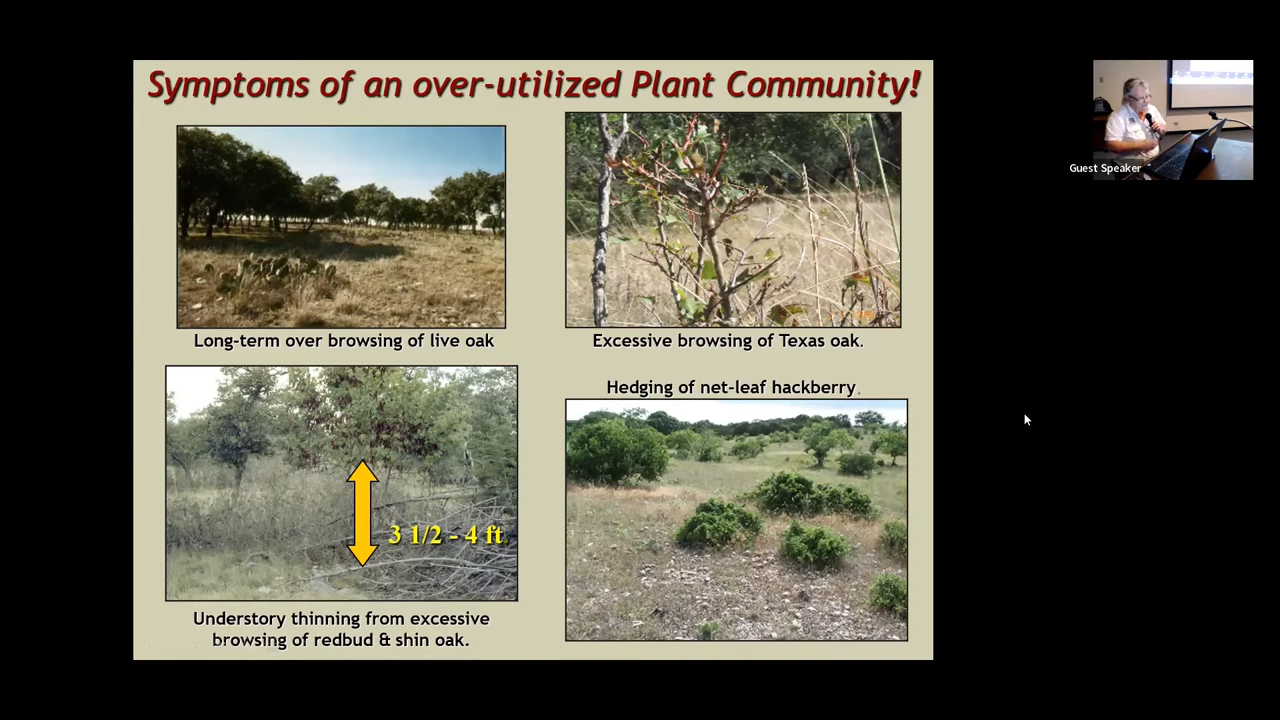 Symptoms of an over-utilized Plant Community!
Long-term over browsing of live oak
Excessive browsing of Texas oak.
Hedging of net-leaf hackberry.
3 1/2 - 4 ft.
Understory thinning from excessive
browsing of redbud & shin oak.
Guest Speaker